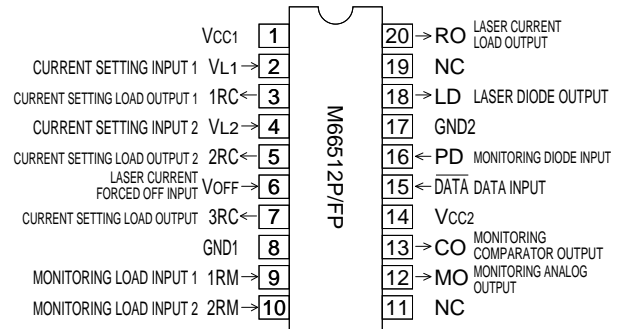 VCC1 1
CURRENT SETTING INPUT 1 VL1→ 2
CURRENT SETTING LOAD OUTPUT 1 1RC← 3
CURRENT SETTING INPUT 2 VL2→ 4
CURRENT SETTING LOAD OUTPUT 2 2RC← 5
LASER CURRENT
FORCED OFF INPUT VOFF→ 6
CURRENT SETTING LOAD OUTPUT 3RC← 7
GND1 8
MONITORING LOAD INPUT 1 1RM→ 9
MONITORING LOAD INPUT 2 2RM→ 10
M66512P/FP
20 →RO LASER CURRENT
LOAD OUTPUT
19 NC
18 →LD LASER DIODE OUTPUT
17 GND2
16 ←PD MONITORING DIODE INPUT
15 ←D̅A̅T̅A̅ DATA INPUT
14 VCC2
13 →CO MONITORING
COMPARATOR OUTPUT
12 →MO MONITORING ANALOG
OUTPUT
11 NC